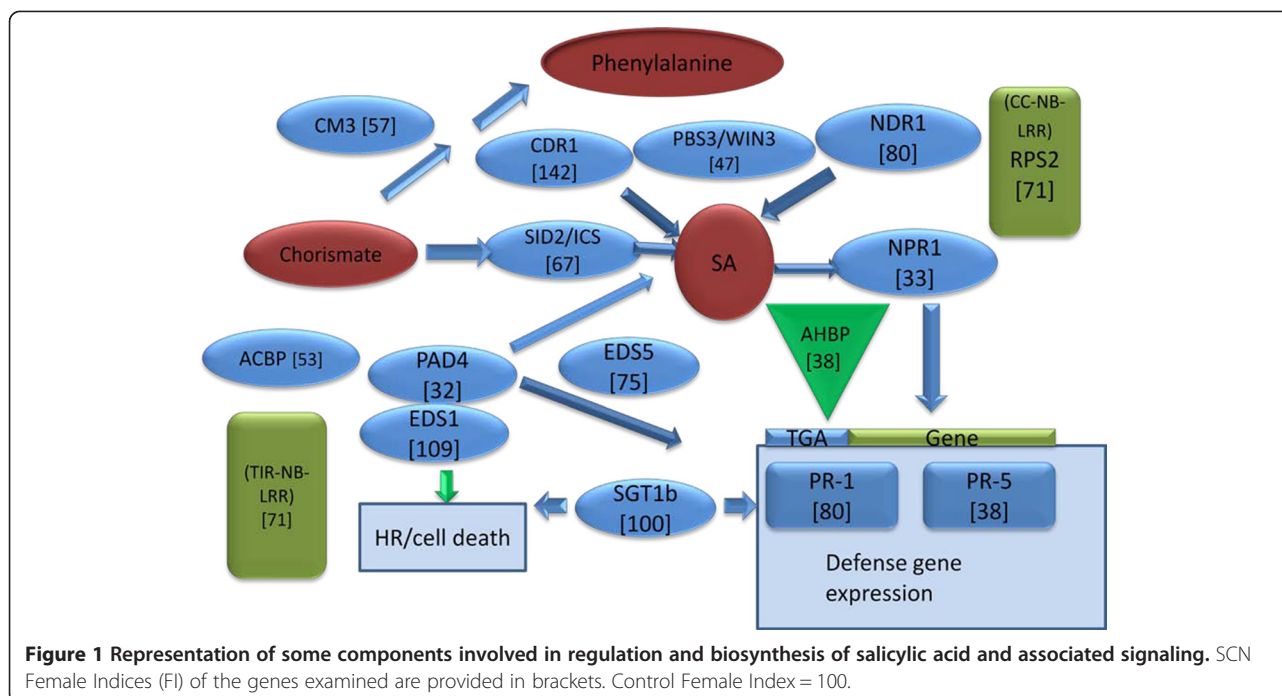 Phenylalanine
CM3 [57]
CDR1
[142]
PBS3/WIN3
[47]
NDR1
[80]
(CC-NB-
LRR)
RPS2
[71]
Chorismate
SID2/ICS
[67]
SA
NPR1
[33]
ACBP [53]
PAD4
[32]
EDS5
[75]
AHBP
[38]
EDS1
[109]
(TIR-NB-
LRR)
[71]
TGA
Gene
HR/cell death
SGT1b
[100]
PR-1
[80]
PR-5
[38]
Defense gene
expression
Figure 1 Representation of some components involved in regulation and biosynthesis of salicylic acid and associated signaling. SCN
Female Indices (FI) of the genes examined are provided in brackets. Control Female Index = 100.